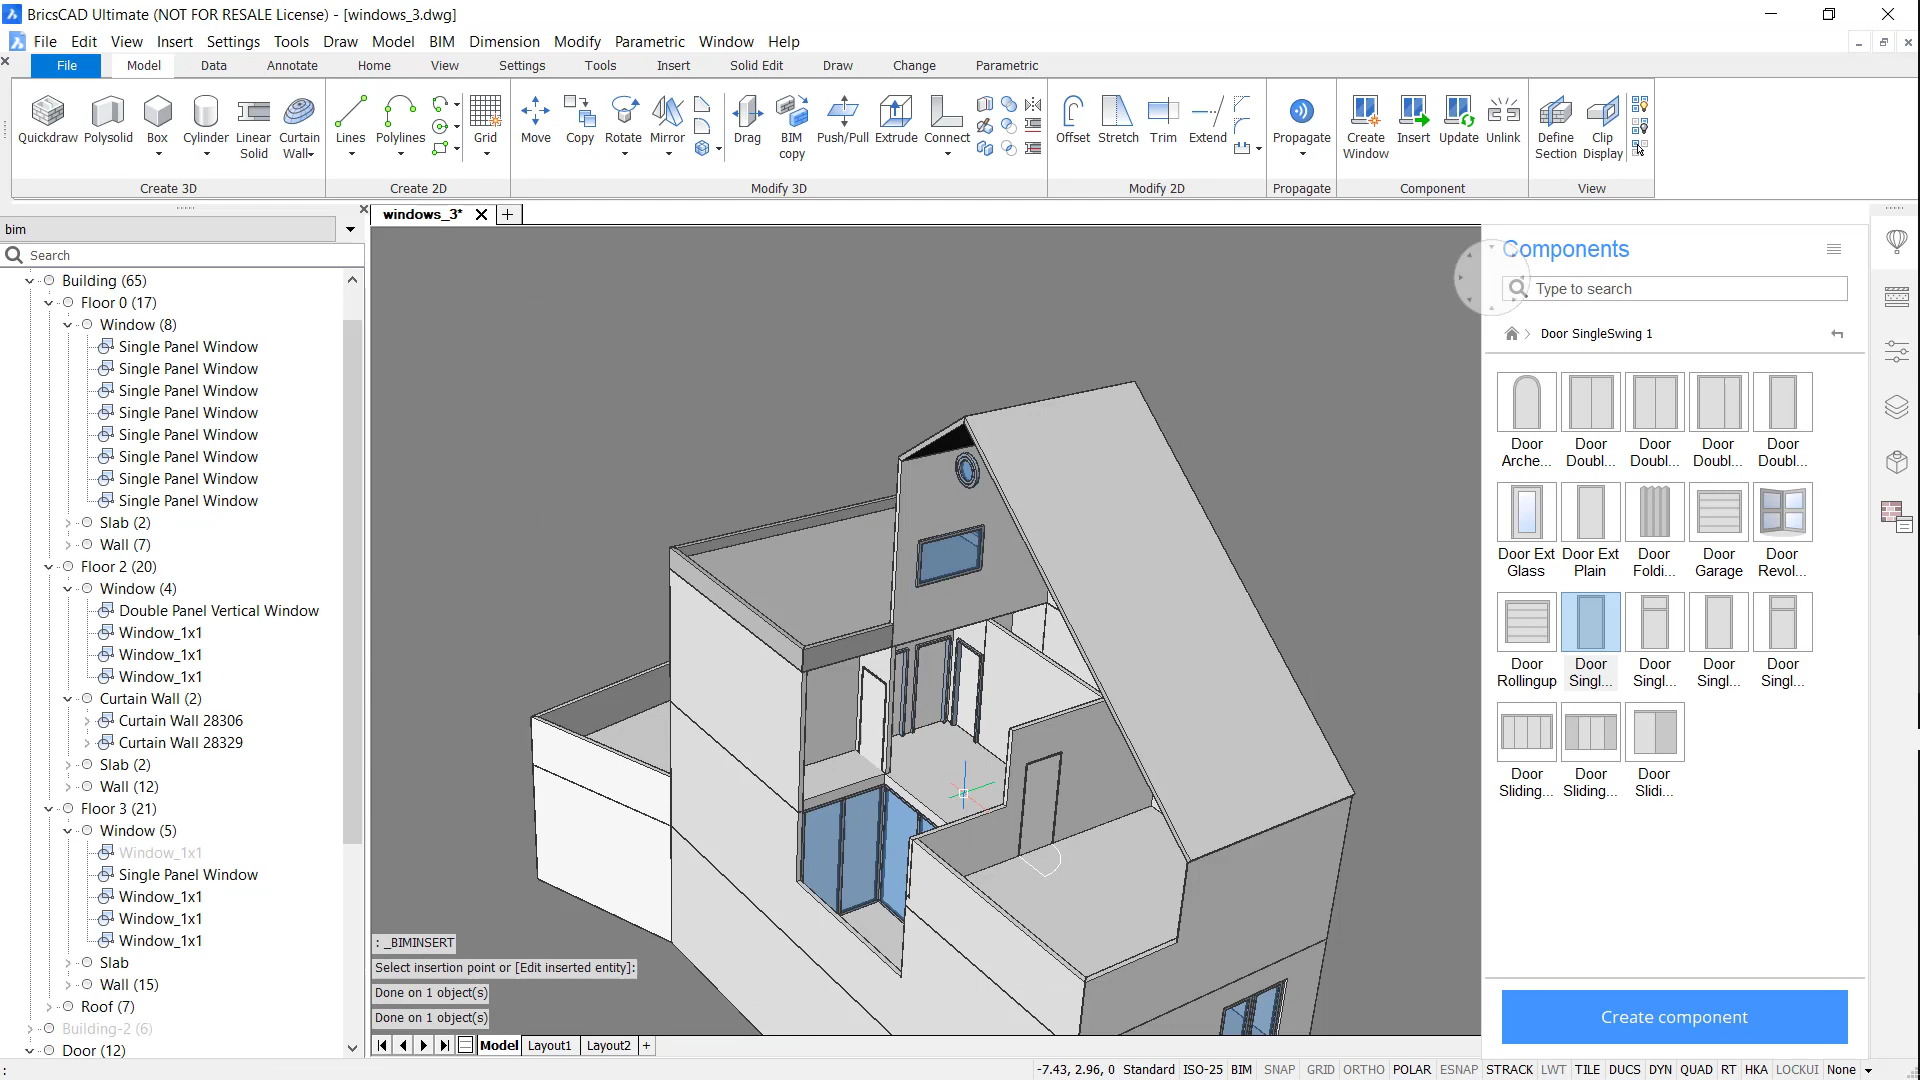 BricsCAD Ultimate (NOT FOR RESALE License) - [windows_3.dwg]
File Edit View Insert Settings Tools Draw Model BIM Dimension Modify Parametric Window Help
File Model Data Annotate Home View Settings Tools Insert Solid Edit Draw Change Parametric
Quickdraw Polysolid Box Cylinder Linear Solid Curtain Wall Lines Polylines Grid Move Copy Rotate Mirror Drag BIM copy Push/Pull Extrude Connect Offset Stretch Trim Extend Propagate Create Window Insert Update Unlink Define Section Clip Display
Create 3D Create 2D Modify 3D Modify 2D Propagate Component View
bim
Search
Building (65)
Floor 0 (17)
Window (8)
Single Panel Window
Single Panel Window
Single Panel Window
Single Panel Window
Single Panel Window
Single Panel Window
Single Panel Window
Single Panel Window
Slab (2)
Wall (7)
Floor 2 (20)
Window (4)
Double Panel Vertical Window
Window_1x1
Window_1x1
Window_1x1
Curtain Wall (2)
Curtain Wall 28306
Curtain Wall 28329
Slab (2)
Wall (12)
Floor 3 (21)
Window (5)
Window_1x1
Single Panel Window
Window_1x1
Window_1x1
Window_1x1
Slab
Wall (15)
Roof (7)
Building-2 (6)
Door (12)
windows_3*
: _BIMINSERT
Select insertion point or [Edit inserted entity]:
Done on 1 object(s)
Done on 1 object(s)
Model Layout1 Layout2 +
Components
Type to search
Door SingleSwing 1
Door Arche... Door Doubl... Door Doubl... Door Doubl... Door Doubl...
Door Ext Glass Door Ext Plain Door Foldi... Door Garage Door Revol...
Door Rollingup Door Singl... Door Singl... Door Singl... Door Singl...
Door Sliding... Door Sliding... Door Slidi...
Create component
: -7.43, 2.96, 0 Standard ISO-25 BIM SNAP GRID ORTHO POLAR ESNAP STRACK LWT TILE DUCS DYN QUAD RT HKA LOCKUI None